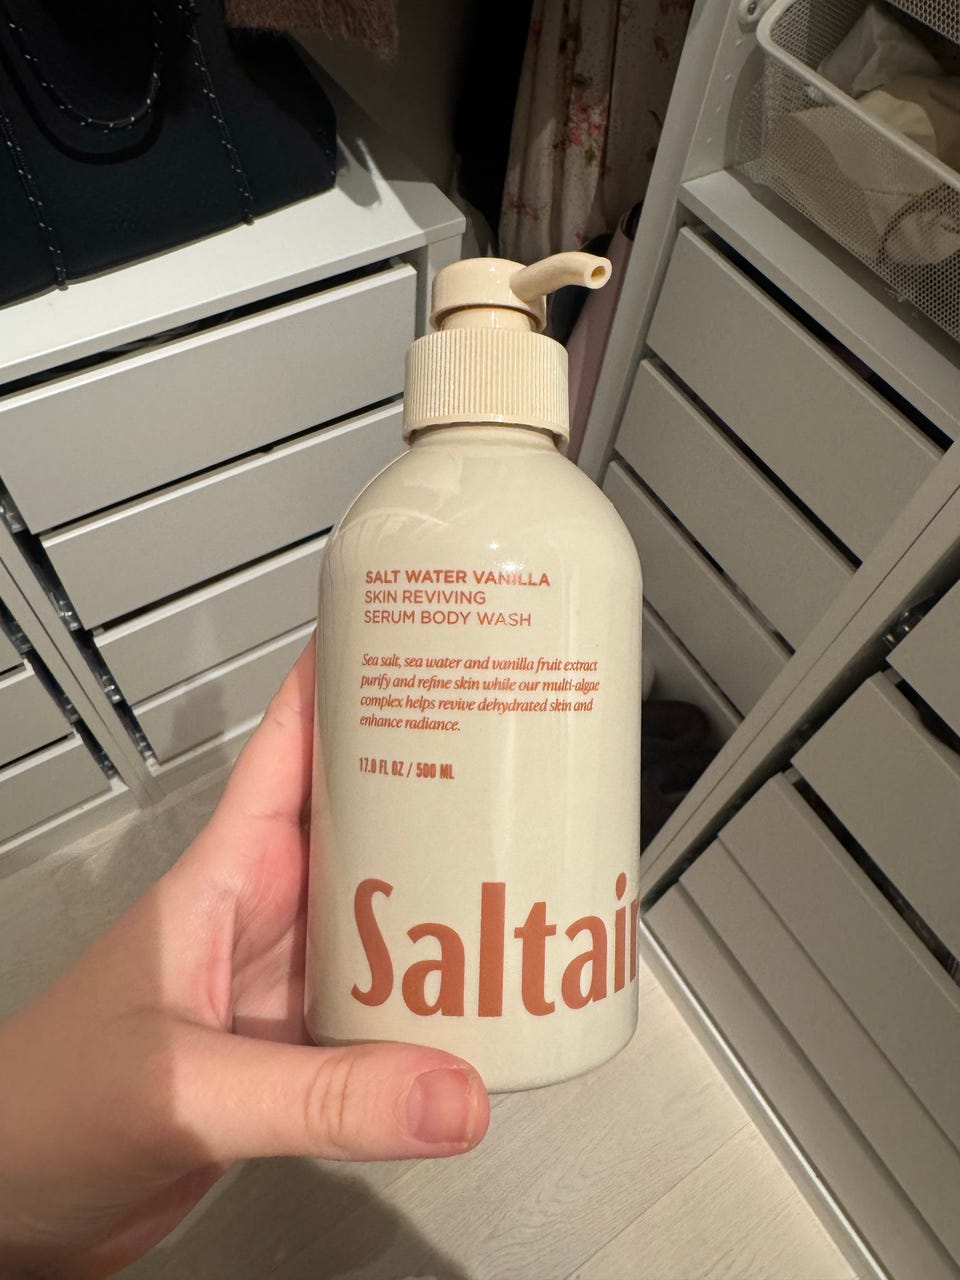 SALT WATER VANILLA
SKIN REVIVING
SERUM BODY WASH
Sea salt, sea water and vanilla fruit extract
purify and refine skin while our multi-algae
complex helps revive dehydrated skin and
enhance radiance.
17.0 FL OZ / 500 ML
Saltair